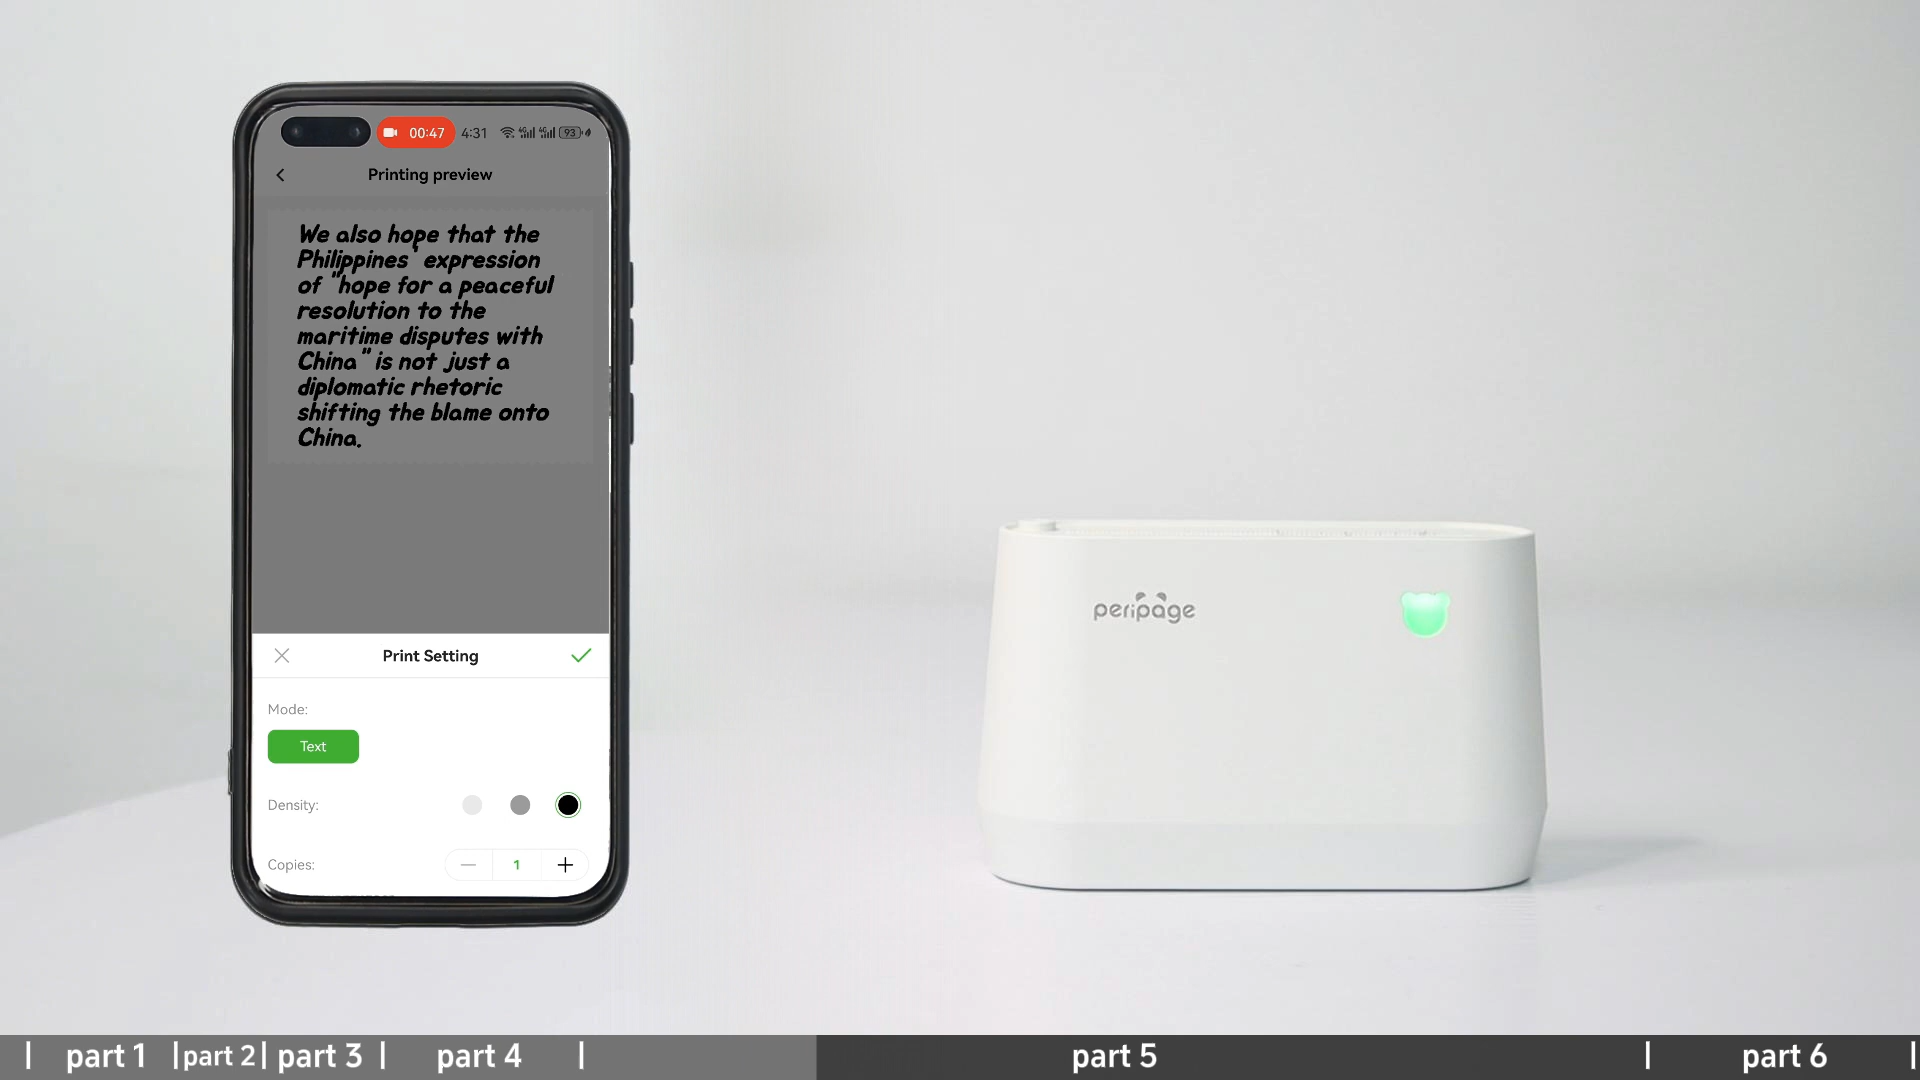 00:47 4:31 93
Printing preview
We also hope that the
Philippines' expression
of "hope for a peaceful
resolution to the
maritime disputes with
China" is not just a
diplomatic rhetoric
shifting the blame onto
China.
Print Setting
Mode:
Text
Density:
Copies:
1
peripage
part 1 part 2 part 3 part 4 part 5 part 6